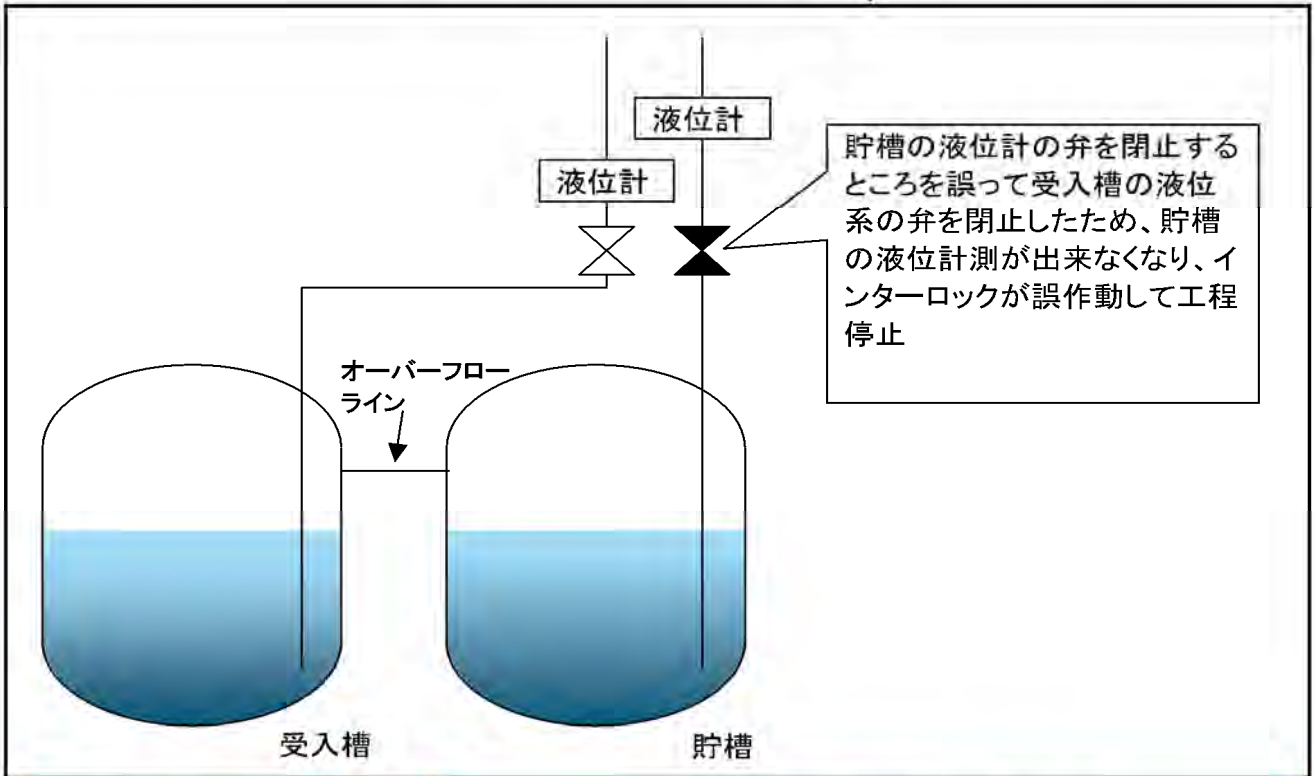 液位計
液位計
貯槽の液位計の弁を閉止する
ところを誤って受入槽の液位
系の弁を閉止したため、貯槽
の液位計測が出来なくなり、イ
ンターロックが誤作動して工程
停止
オーバーフロー
ライン
受入槽
貯槽